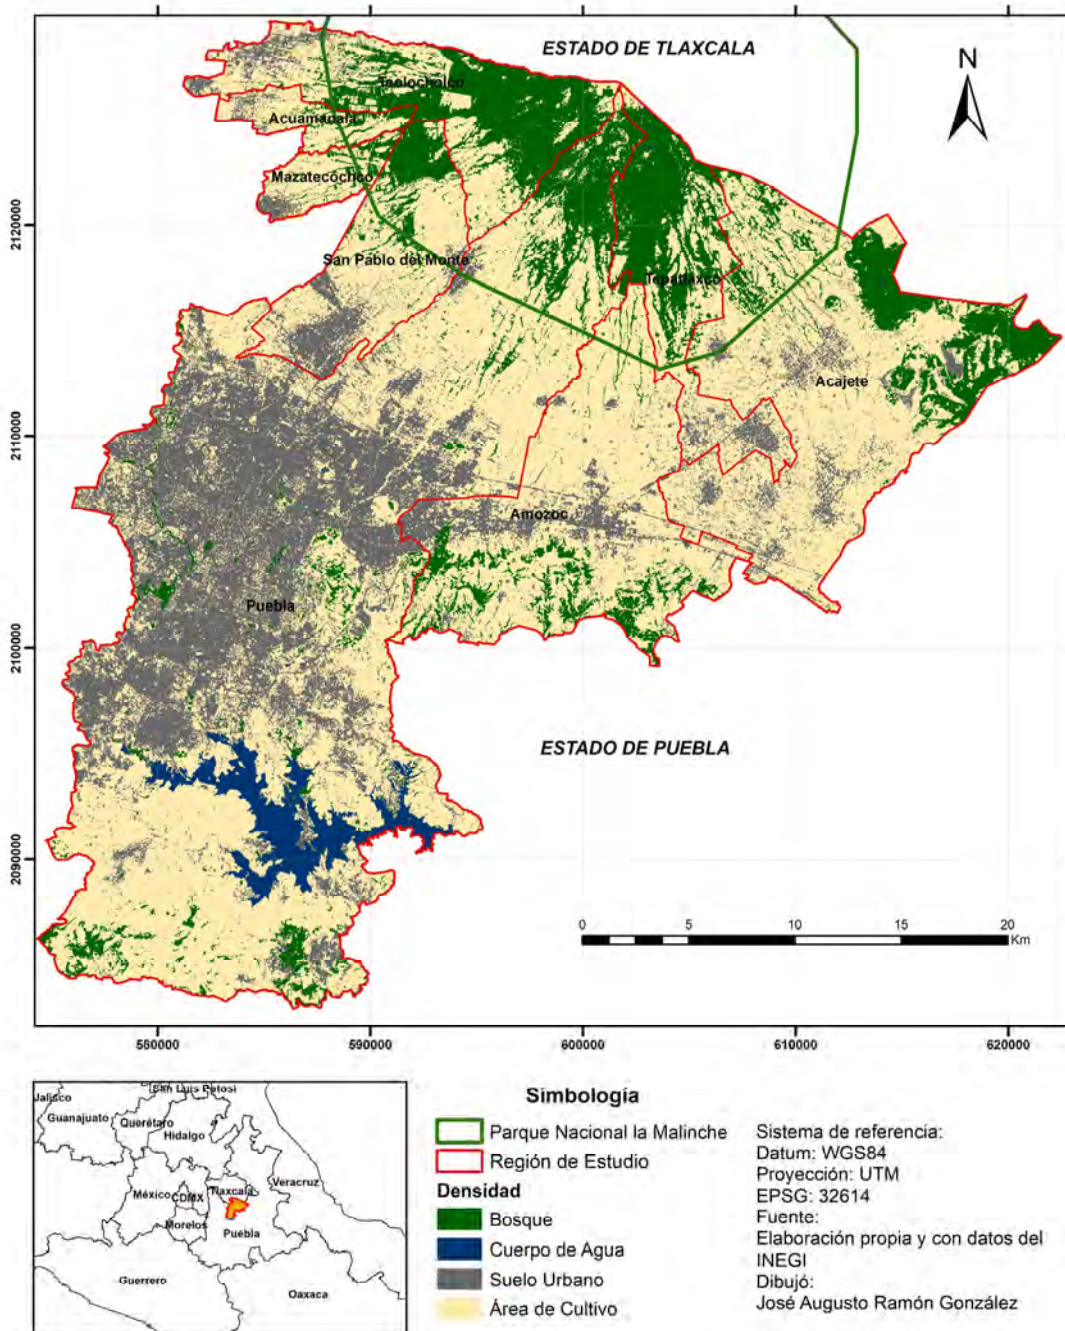 ESTADO DE TLAXCALA
N
Teolocholco
Acuamanala
Mazatecochco
San Pablo del Monte
Tepatlaxco
Acajete
Amozoc
Puebla
ESTADO DE PUEBLA
2120000
2110000
2100000
2090000
0 5 10 15 20
Km
580000 590000 600000 610000 620000
San Luis Potosí
Jalisco
Guanajuato
Querétaro
Hidalgo
México
CDMX
Tlaxcala
Veracruz
Morelos
Puebla
Guerrero
Oaxaca
Simbología
Parque Nacional la Malinche
Región de Estudio
Densidad
Bosque
Cuerpo de Agua
Suelo Urbano
Área de Cultivo
Sistema de referencia:
Datum: WGS84
Proyección: UTM
EPSG: 32614
Fuente:
Elaboración propia y con datos del
INEGI
Dibujó:
José Augusto Ramón González